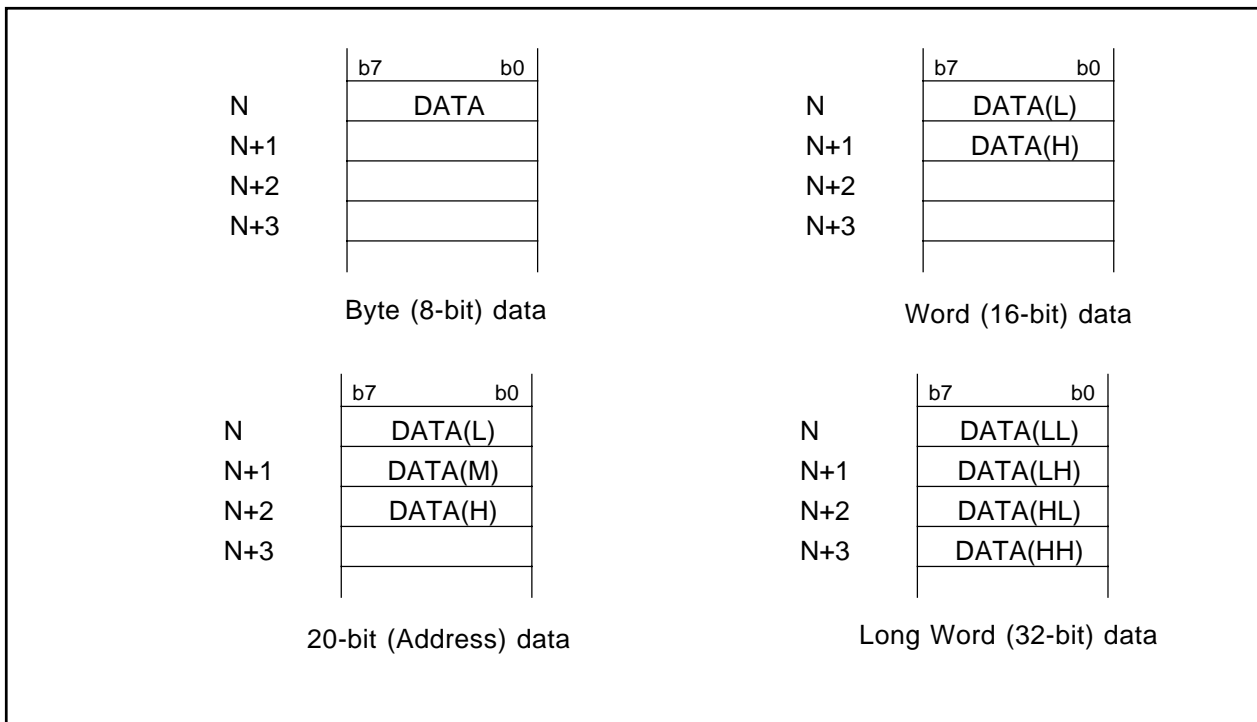 b7 b0
N DATA
N+1
N+2
N+3
Byte (8-bit) data
b7 b0
N DATA(L)
N+1 DATA(H)
N+2
N+3
Word (16-bit) data
b7 b0
N DATA(L)
N+1 DATA(M)
N+2 DATA(H)
N+3
20-bit (Address) data
b7 b0
N DATA(LL)
N+1 DATA(LH)
N+2 DATA(HL)
N+3 DATA(HH)
Long Word (32-bit) data